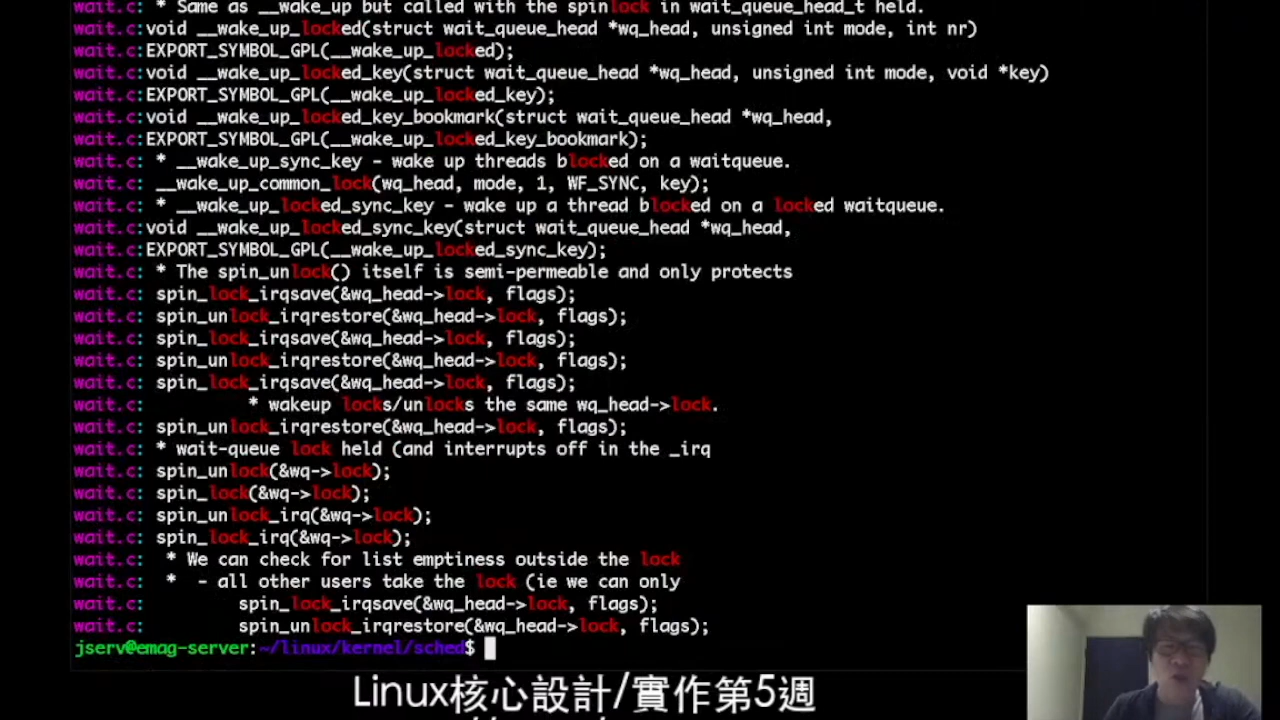 wait.c: * Same as __wake_up but called with the spinlock in wait_queue_head_t held.
wait.c:void __wake_up_locked(struct wait_queue_head *wq_head, unsigned int mode, int nr)
wait.c:EXPORT_SYMBOL_GPL(__wake_up_locked);
wait.c:void __wake_up_locked_key(struct wait_queue_head *wq_head, unsigned int mode, void *key)
wait.c:EXPORT_SYMBOL_GPL(__wake_up_locked_key);
wait.c:void __wake_up_locked_key_bookmark(struct wait_queue_head *wq_head,
wait.c:EXPORT_SYMBOL_GPL(__wake_up_locked_key_bookmark);
wait.c: * __wake_up_sync_key - wake up threads blocked on a waitqueue.
wait.c: __wake_up_common_lock(wq_head, mode, 1, WF_SYNC, key);
wait.c: * __wake_up_locked_sync_key - wake up a thread blocked on a locked waitqueue.
wait.c:void __wake_up_locked_sync_key(struct wait_queue_head *wq_head,
wait.c:EXPORT_SYMBOL_GPL(__wake_up_locked_sync_key);
wait.c: * The spin_unlock() itself is semi-permeable and only protects
wait.c: spin_lock_irqsave(&wq_head->lock, flags);
wait.c: spin_unlock_irqrestore(&wq_head->lock, flags);
wait.c: spin_lock_irqsave(&wq_head->lock, flags);
wait.c: spin_unlock_irqrestore(&wq_head->lock, flags);
wait.c: spin_lock_irqsave(&wq_head->lock, flags);
wait.c: * wakeup locks/unlocks the same wq_head->lock.
wait.c: spin_unlock_irqrestore(&wq_head->lock, flags);
wait.c: * wait-queue lock held (and interrupts off in the _irq
wait.c: spin_unlock(&wq->lock);
wait.c: spin_lock(&wq->lock);
wait.c: spin_unlock_irq(&wq->lock);
wait.c: spin_lock_irq(&wq->lock);
wait.c: * We can check for list emptiness outside the lock
wait.c: * - all other users take the lock (ie we can only
wait.c: spin_lock_irqsave(&wq_head->lock, flags);
wait.c: spin_unlock_irqrestore(&wq_head->lock, flags);
jserv@emag-server:~/linux/kernel/sched$
Linux核心設計/實作第5週